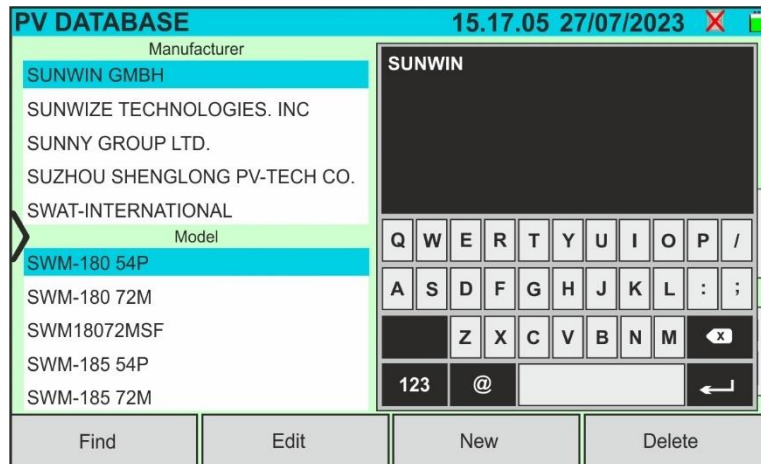 PV DATABASE 15.17.05 27/07/2023
Manufacturer
SUNWIN GMBH
SUNWIZE TECHNOLOGIES. INC
SUNNY GROUP LTD.
SUZHOU SHENGLONG PV-TECH CO.
SWAT-INTERNATIONAL
Model
SWM-180 54P
SWM-180 72M
SWM18072MSF
SWM-185 54P
SWM-185 72M
SUNWIN
Q W E R T Y U I O P /
A S D F G H J K L : ;
Z X C V B N M X
123 @
Find Edit New Delete